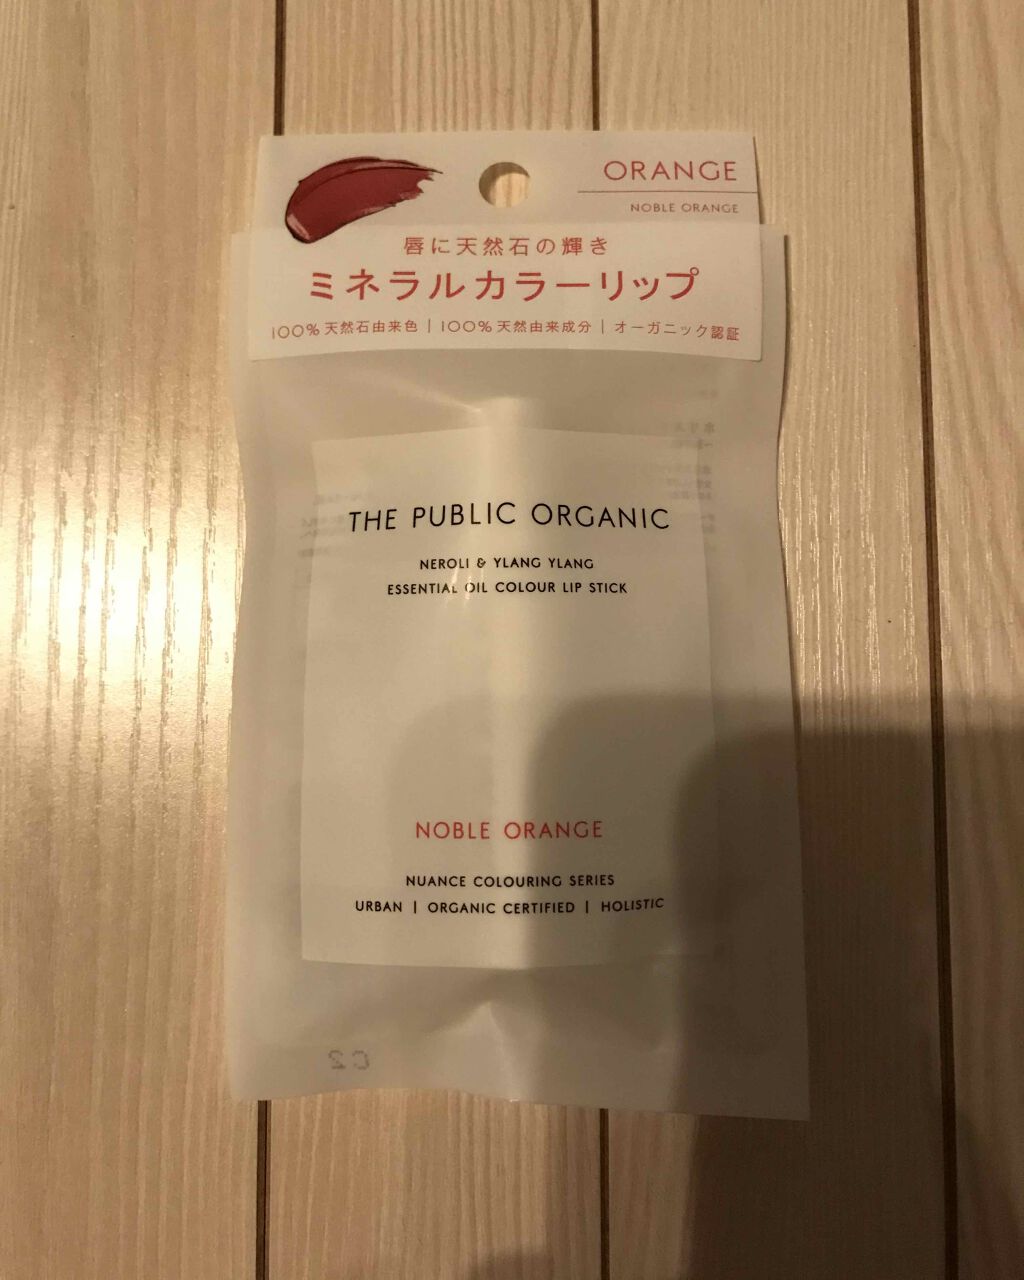 ORANGE
NOBLE ORANGE
唇に天然石の輝き
ミネラルカラーリップ
100%天然石由来色 | 100%天然由来成分 | オーガニック認証
THE PUBLIC ORGANIC
NEROLI & YLANG YLANG
ESSENTIAL OIL COLOUR LIP STICK
NOBLE ORANGE
NUANCE COLOURING SERIES
URBAN | ORGANIC CERTIFIED | HOLISTIC
C2